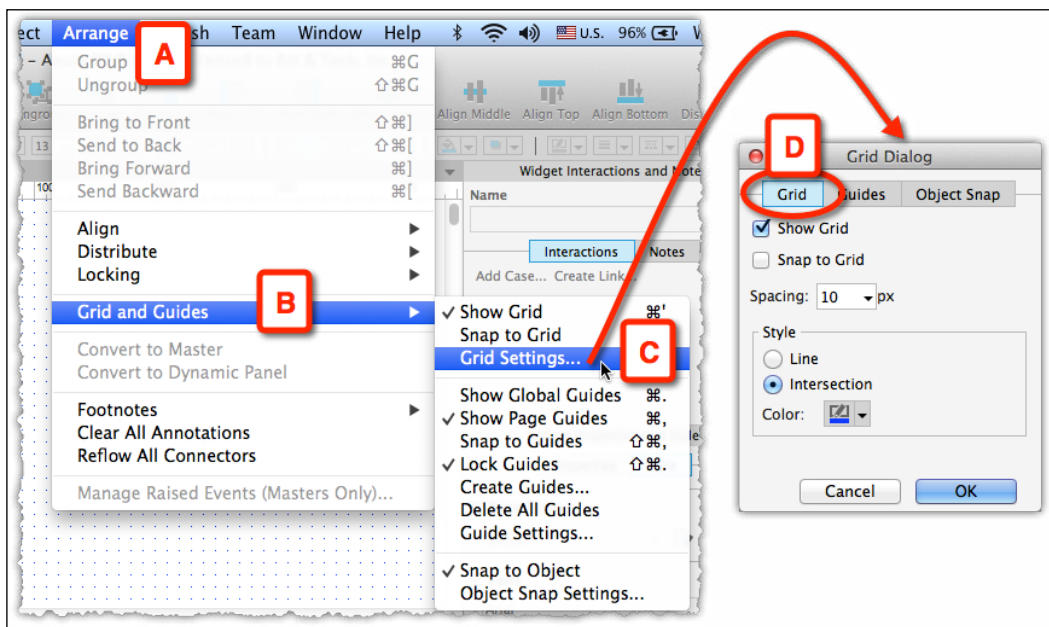 ect Arrange sh Team Window Help U.S. 96%
A
- A
Group ⌘G
Ungroup ⇧⌘G
Align Middle Align Top Align Bottom Dis
Bring to Front ⇧⌘]
13
Send to Back ⇧⌘[
Bring Forward ⌘]
Widget Interactions and Note
Send Backward ⌘[
100
Name
Align
Distribute
Interactions Notes
Locking
Add Case... Create Link...
B
Grid and Guides
✓ Show Grid ⌘'
Snap to Grid
Grid Settings...
C
Convert to Master
Convert to Dynamic Panel
Show Global Guides ⌘.
Footnotes
✓ Show Page Guides ⌘,
Clear All Annotations
Snap to Guides ⇧⌘,
Reflow All Connectors
✓ Lock Guides ⇧⌘.
Create Guides...
Manage Raised Events (Masters Only)...
Delete All Guides
Guide Settings...
✓ Snap to Object
Object Snap Settings...
D
Grid Dialog
Grid Guides Object Snap
Show Grid
Snap to Grid
Spacing: 10 px
Style
Line
Intersection
Color:
Cancel OK